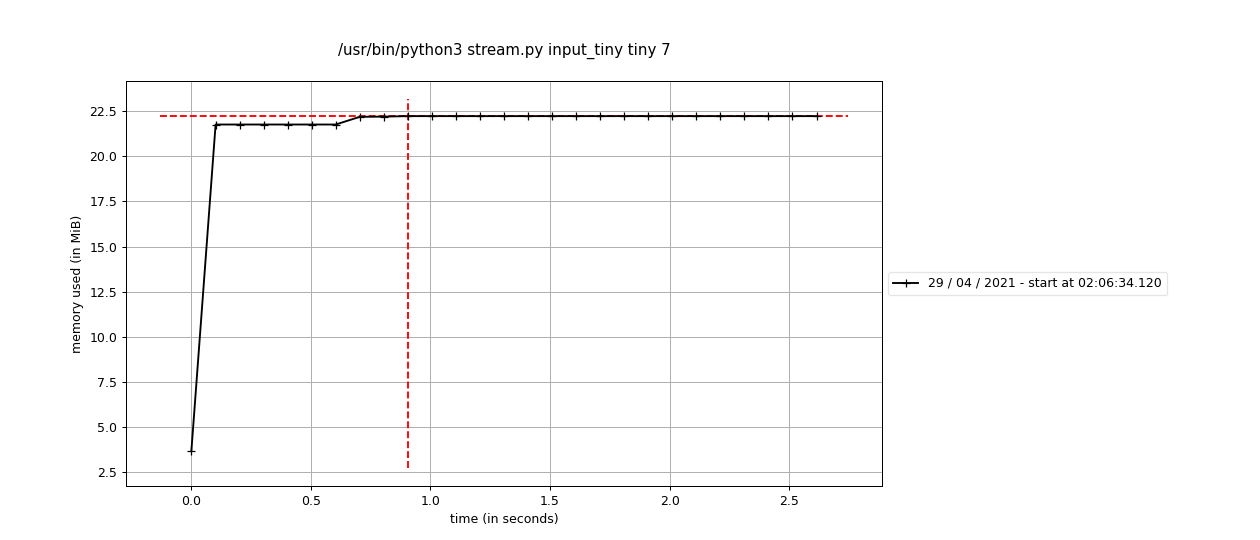 /usr/bin/python3 stream.py input_tiny tiny 7
22.5
20.0
17.5
15.0
12.5
10.0
7.5
5.0
2.5
memory used (in MiB)
0.0 0.5 1.0 1.5 2.0 2.5
time (in seconds)
29 / 04 / 2021 - start at 02:06:34.120